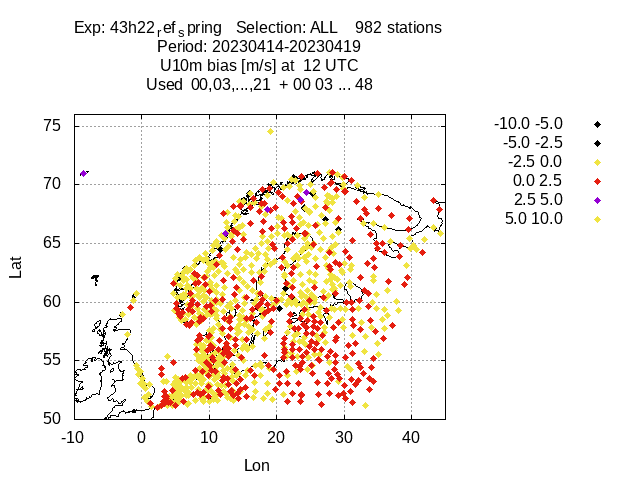 Exp: 43h22ref spring Selection: ALL 982 stations
Period: 20230414-20230419
U10m bias [m/s] at 12 UTC
Used 00,03,...,21 + 00 03 ... 48
-10.0 -5.0
-5.0 -2.5
-2.5 0.0
0.0 2.5
2.5 5.0
5.0 10.0
75
70
65
60
55
50
Lat
-10 0 10 20 30 40
Lon